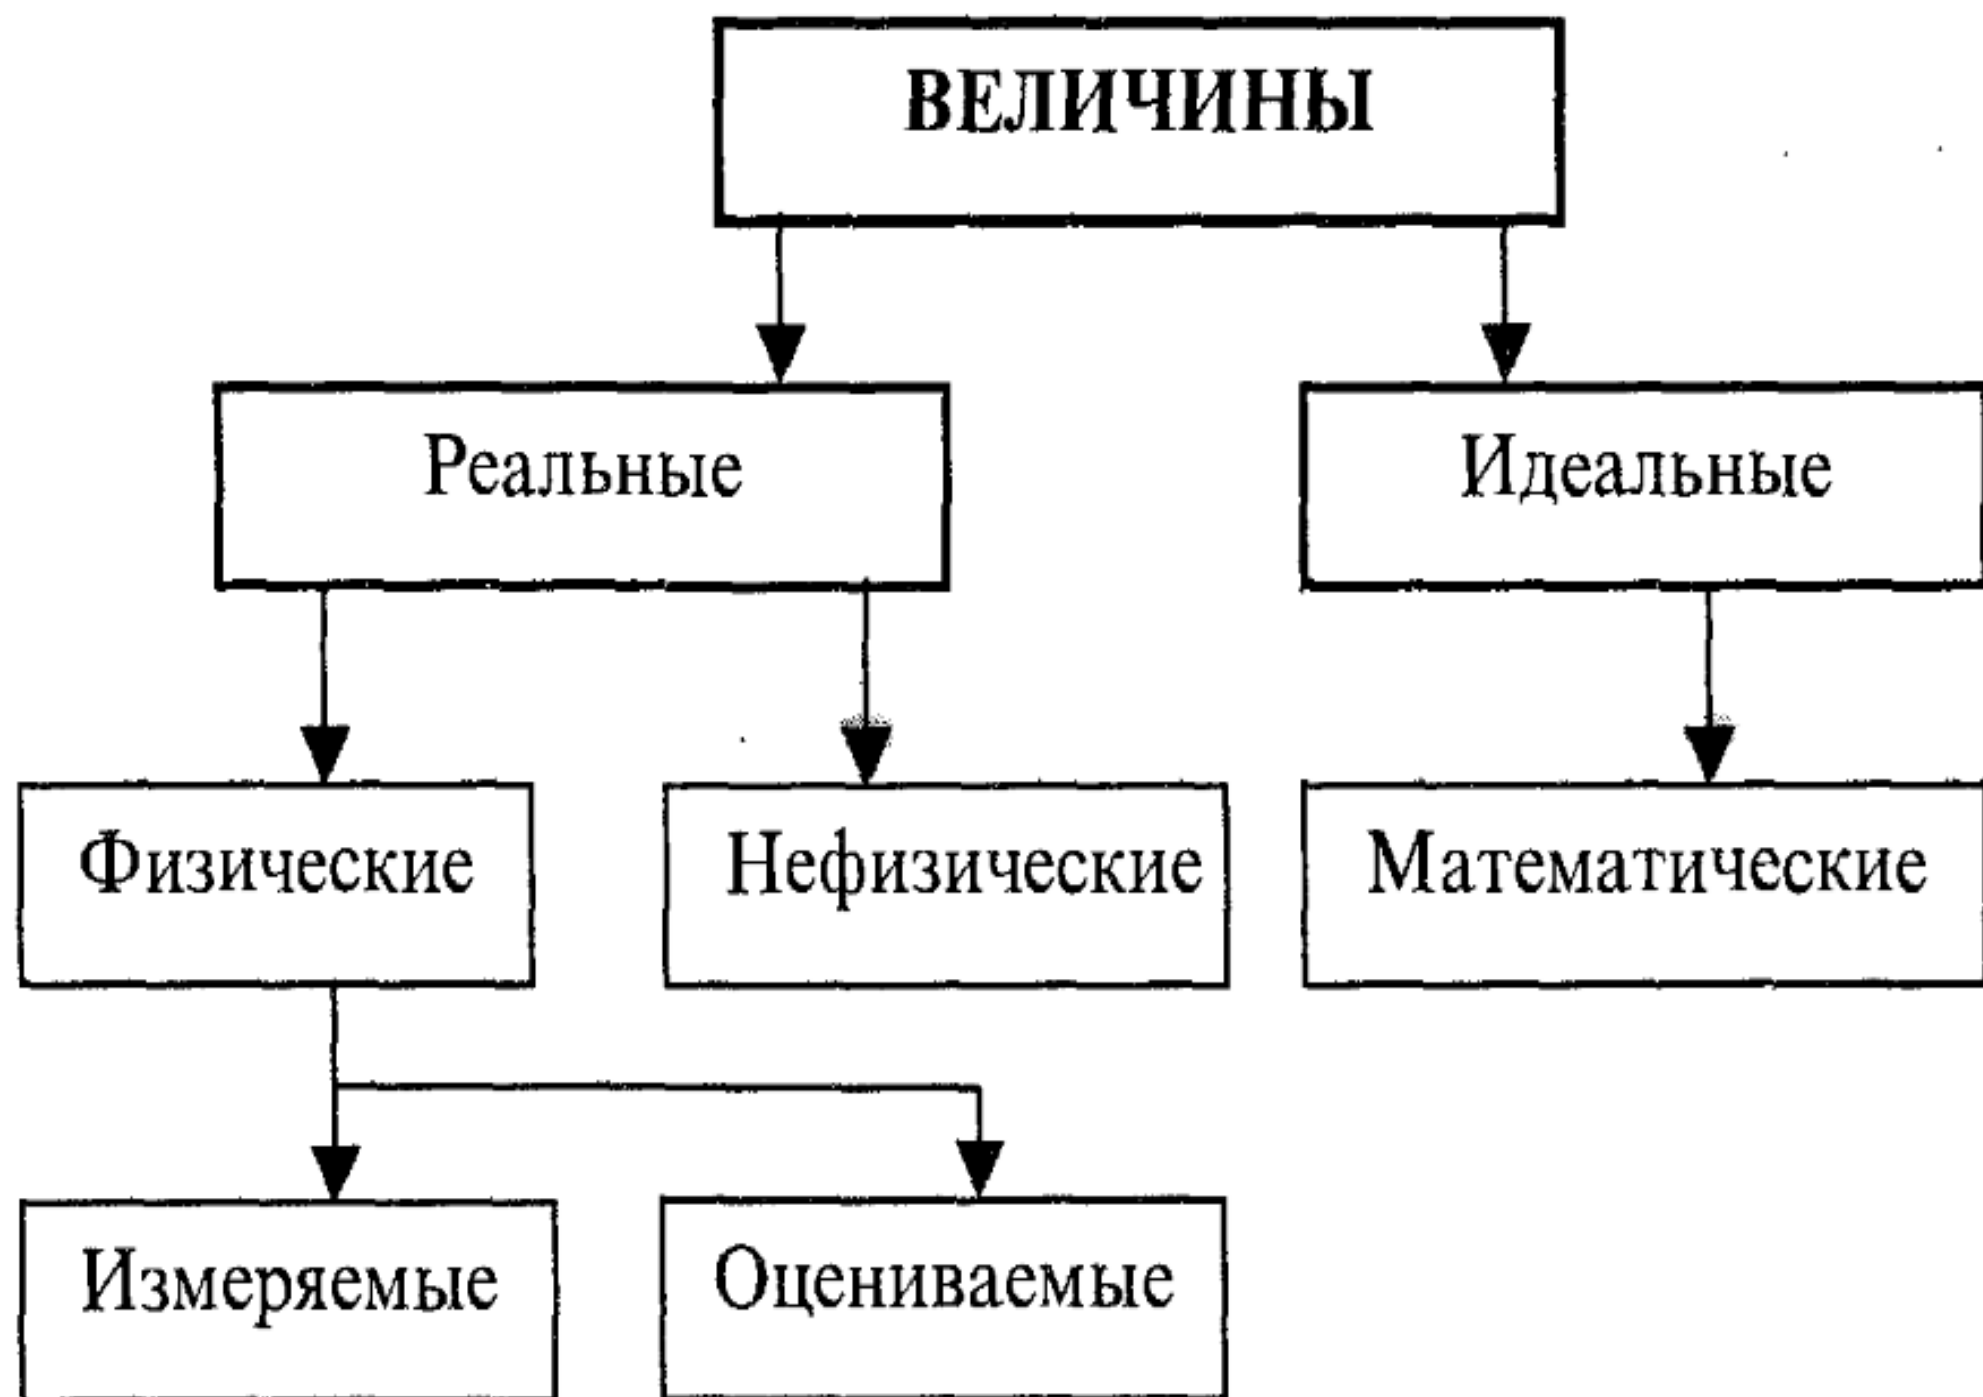 ВЕЛИЧИНЫ
Реальные
Идеальные
Физические
Нефизические
Математические
Измеряемые
Оцениваемые